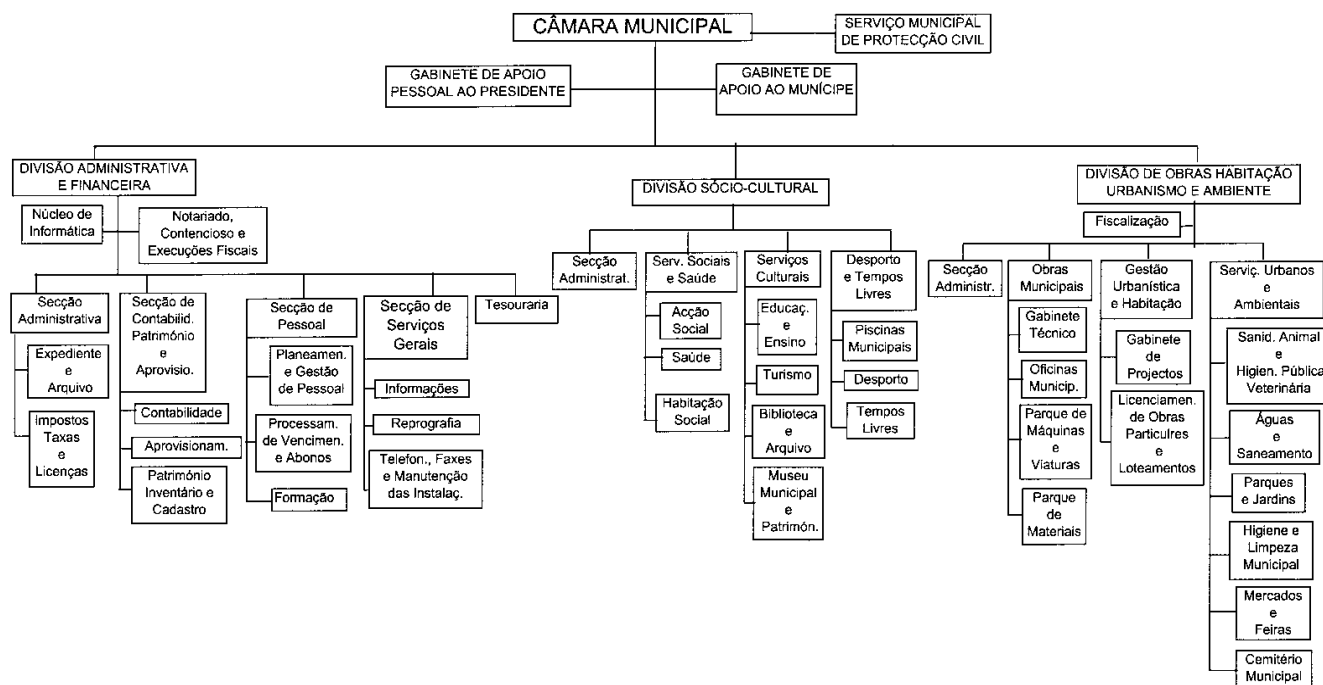 CÂMARA MUNICIPAL
SERVIÇO MUNICIPAL
DE PROTECÇÃO CIVIL
GABINETE DE APOIO
PESSOAL AO PRESIDENTE
GABINETE DE
APOIO AO MUNÍCIPE
DIVISÃO ADMINISTRATIVA
E FINANCEIRA
Núcleo de
Informática
Notariado,
Contencioso e
Execuções Fiscais
Secção
Administrativa
Expediente
e
Arquivo
Impostos
Taxas
e
Licenças
Secção de
Contabilid.
Património
e
Aprovisio.
Contabilidade
Aprovisionam.
Património
Inventário e
Cadastro
Secção de
Pessoal
Planeamen.
e Gestão
de Pessoal
Processam.
de Vencimen.
e Abonos
Formação
Secção de
Serviços
Gerais
Informações
Reprografia
Telefon., Faxes
e Manutenção
das Instalaç.
Tesouraria
DIVISÃO SÓCIO-CULTURAL
Secção
Administrat.
Serv. Sociais
e Saúde
Acção
Social
Saúde
Habitação
Social
Serviços
Culturais
Educaç. e
Ensino
Turismo
Biblioteca
e
Arquivo
Museu
Municipal
e
Patrimón.
Desporto
e Tempos
Livres
Piscinas
Municipais
Desporto
Tempos
Livres
DIVISÃO DE OBRAS HABITAÇÃO
URBANISMO E AMBIENTE
Fiscalização
Secção
Administr.
Obras
Municipais
Gabinete
Técnico
Oficinas
Municip.
Parque de
Máquinas
e
Viaturas
Parque
de
Materiais
Gestão
Urbanística
e Habitação
Gabinete
de
Projectos
Licenciamen.
de Obras
Particulres
e
Loteamentos
Serviç. Urbanos
e
Ambientais
Sanid. Animal
e
Higien. Pública
Veterinária
Águas
e
Saneamento
Parques
e Jardins
Higiene e
Limpeza
Municipal
Mercados
e
Feiras
Cemitério
Municipal